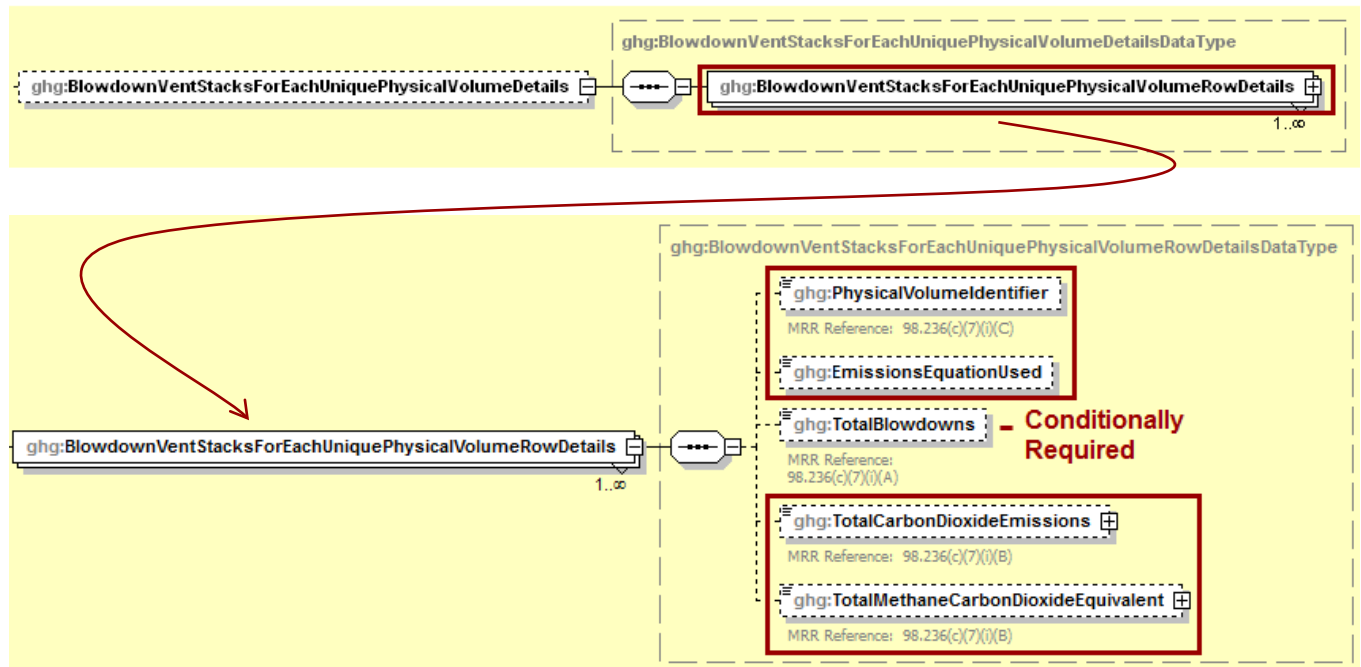 ghg:BlowdownVentStacksForEachUniquePhysicalVolumeDetailsDataType
ghg:BlowdownVentStacksForEachUniquePhysicalVolumeDetails
ghg:BlowdownVentStacksForEachUniquePhysicalVolumeRowDetails
1..∞
ghg:BlowdownVentStacksForEachUniquePhysicalVolumeRowDetailsDataType
ghg:PhysicalVolumeIdentifier
MRR Reference: 98.236(c)(7)(i)(C)
ghg:EmissionsEquationUsed
ghg:TotalBlowdowns
- Conditionally
Required
MRR Reference:
98.236(c)(7)(i)(A)
ghg:BlowdownVentStacksForEachUniquePhysicalVolumeRowDetails
1..∞
ghg:TotalCarbonDioxideEmissions
MRR Reference: 98.236(c)(7)(i)(B)
ghg:TotalMethaneCarbonDioxideEquivalent
MRR Reference: 98.236(c)(7)(i)(B)